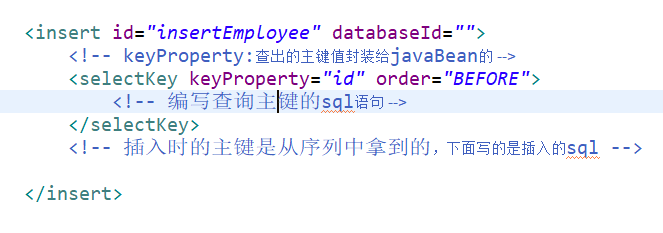 <insert id="insertEmployee" databaseId="">
<!-- keyProperty:查出的主键值封装给javaBean的-->
<selectKey keyProperty="id" order="BEFORE">
<!-- 编写查询主键的sql语句-->
</selectKey>
<!-- 插入时的主键是从序列中拿到的,下面写的是插入的sql -->
</insert>